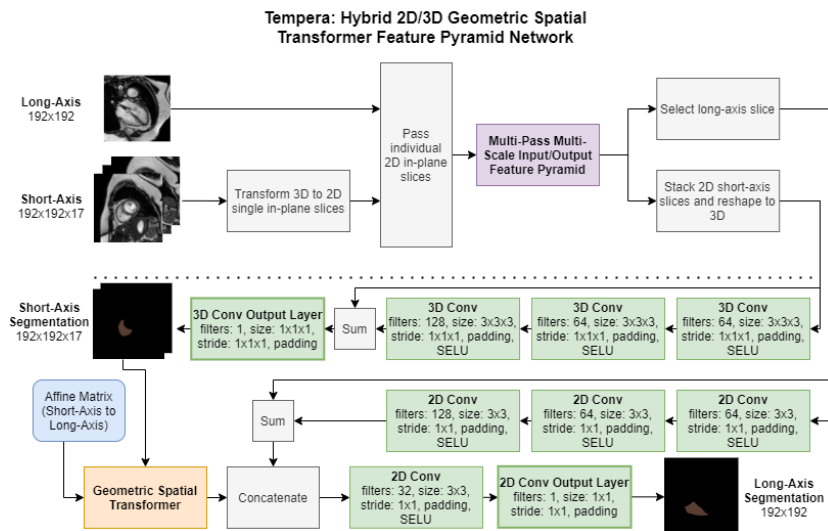 Tempera: Hybrid 2D/3D Geometric Spatial
Transformer Feature Pyramid Network
Long-Axis
192x192
Short-Axis
192x192x17
Transform 3D to 2D
single in-plane slices
Pass
individual
2D in-plane
slices
Multi-Pass Multi-
Scale Input/Output
Feature Pyramid
Select long-axis slice
Stack 2D short-axis
slices and reshape to
3D
Short-Axis
Segmentation
192x192x17
3D Conv Output Layer
filters: 1, size: 1x1x1,
stride: 1x1x1, padding
Sum
3D Conv
filters: 128, size: 3x3x3,
stride: 1x1x1, padding,
SELU
3D Conv
filters: 64, size: 3x3x3,
stride: 1x1x1, padding,
SELU
3D Conv
filters: 64, size: 3x3x3,
stride: 1x1x1, padding,
SELU
Affine Matrix
(Short-Axis to
Long-Axis)
Sum
2D Conv
filters: 128, size: 3x3,
stride: 1x1, padding,
SELU
2D Conv
filters: 64, size: 3x3,
stride: 1x1, padding,
SELU
2D Conv
filters: 64, size: 3x3,
stride: 1x1, padding,
SELU
Geometric Spatial
Transformer
Concatenate
2D Conv
filters: 32, size: 3x3,
stride: 1x1, padding,
SELU
2D Conv Output Layer
filters: 1, size: 1x1,
stride: 1x1, padding
Long-Axis
Segmentation
192x192